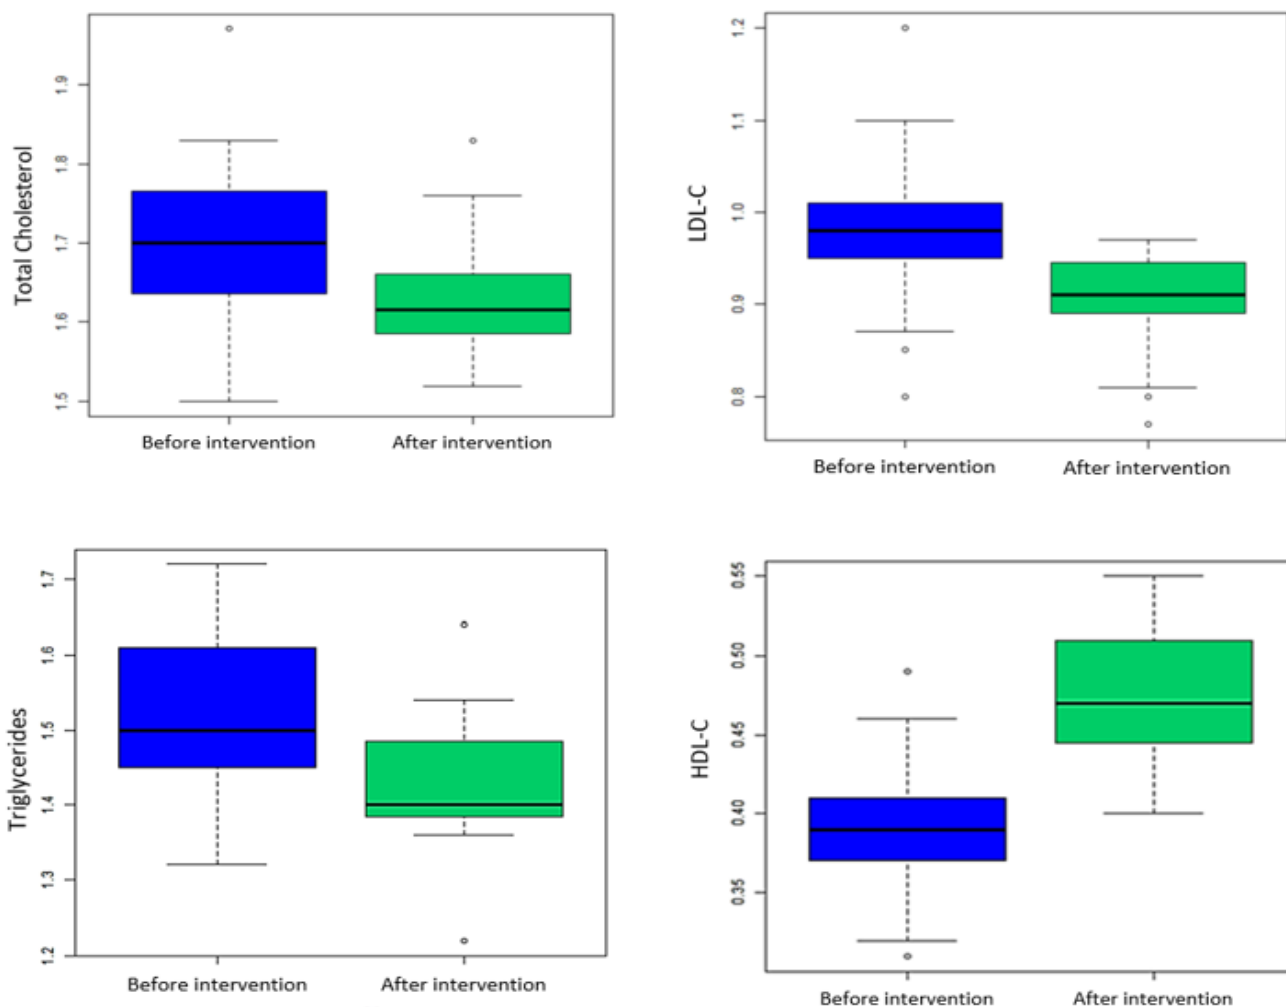 Total Cholesterol
1.9
1.8
1.7
1.6
1.5
Before intervention
After intervention
LDL-C
1.2
1.1
1.0
0.9
0.8
Before intervention
After intervention
Triglycerides
1.7
1.6
1.5
1.4
1.3
1.2
Before intervention
After intervention
HDL-C
0.55
0.50
0.45
0.40
0.35
Before intervention
After intervention